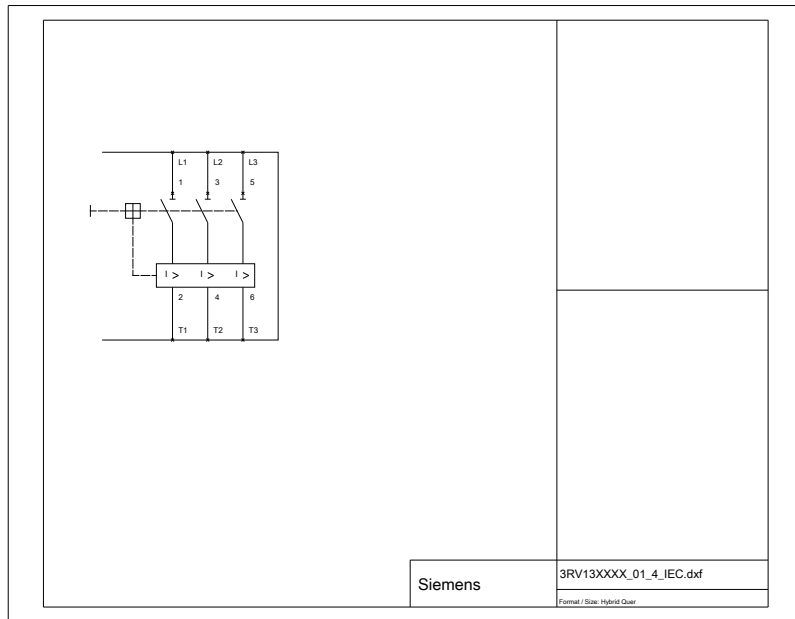 L1 L2 L3
1 3 5
I > I > I >
2 4 6
T1 T2 T3
Siemens
3RV13XXXX_01_4_IEC.dxf
Format / Size: Hybrid Quer